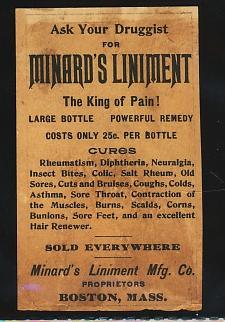 Ask Your Druggist
FOR
MINARD'S LINIMENT
The King of Pain!
LARGE BOTTLE POWERFUL REMEDY
COSTS ONLY 25c. PER BOTTLE
CURES
Rheumatism, Diphtheria, Neuralgia,
Insect Bites, Colic, Salt Rheum, Old
Sores, Cuts and Bruises, Coughs, Colds,
Asthma, Sore Throat, Contraction of
the Muscles, Burns, Scalds, Corns,
Bunions, Sore Feet, and an excellent
Hair Renewer.
SOLD EVERYWHERE
Minard's Liniment Mfg. Co.
PROPRIETORS
BOSTON, MASS.